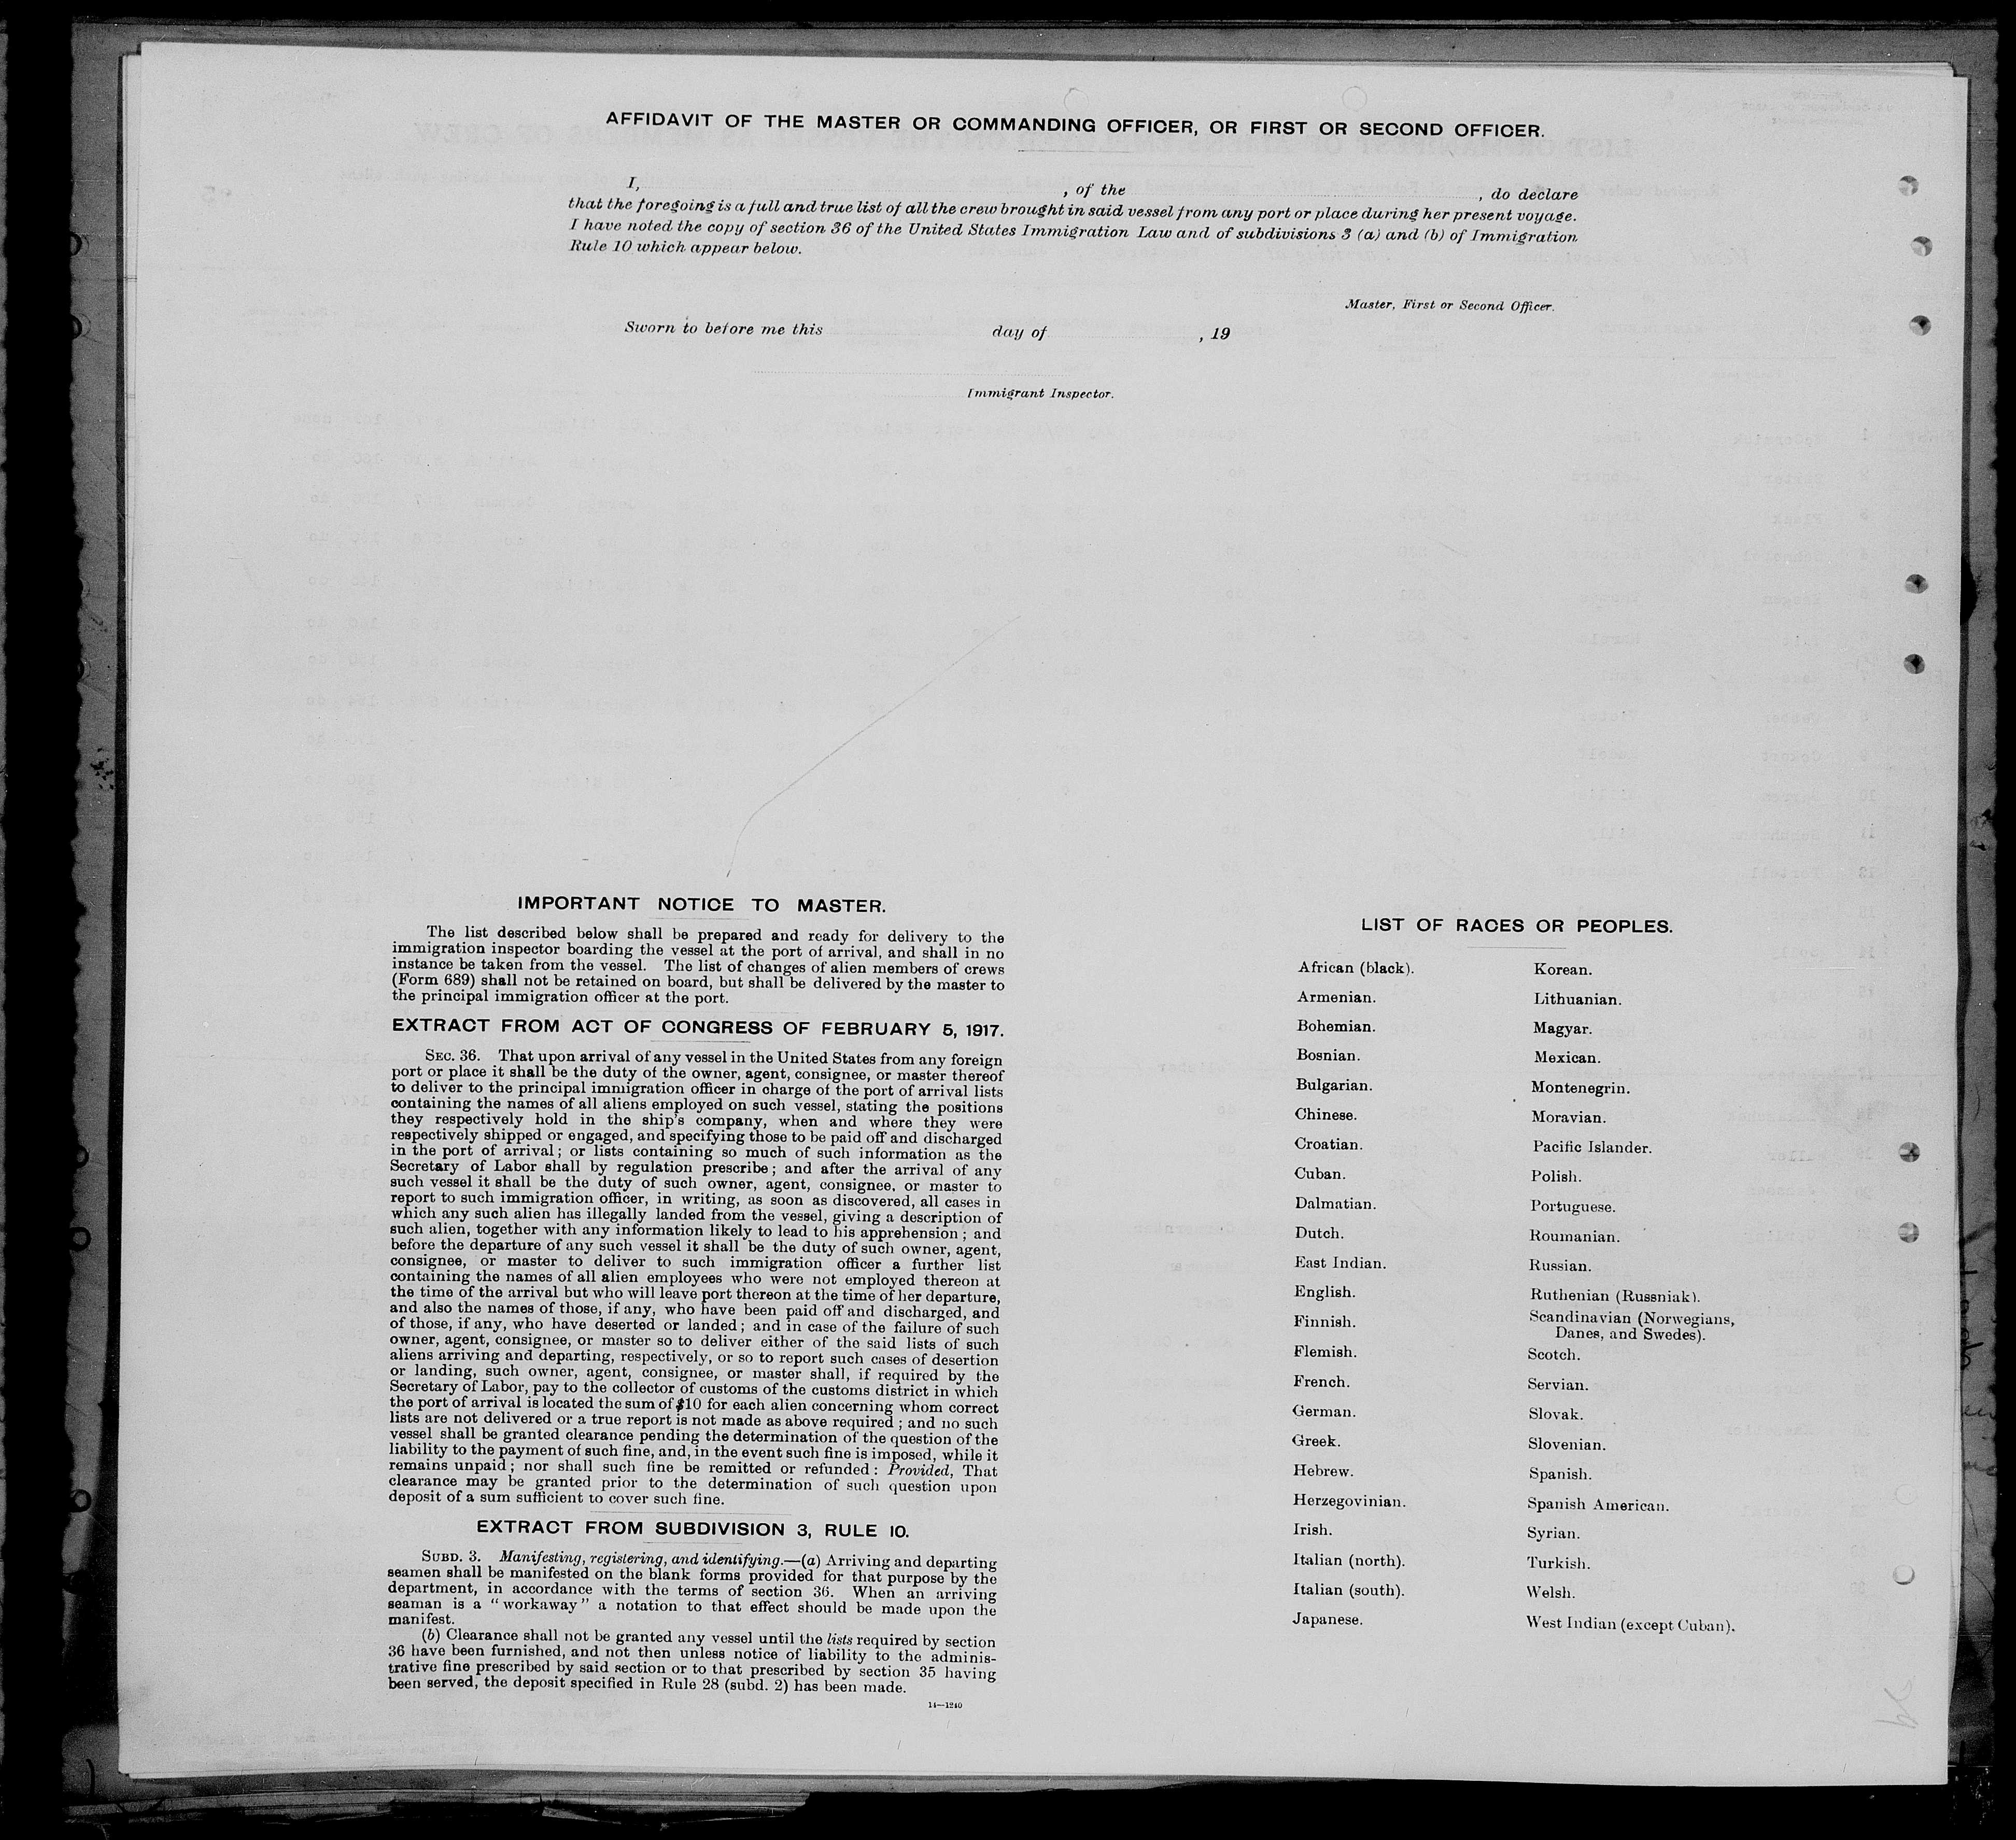 AFFIDAVIT OF THE MASTER OR COMMANDING OFFICER, OR FIRST OR SECOND OFFICER.
I, , of the , do declare
that the foregoing is a full and true list of all the crew brought in said vessel from any port or place during her present voyage.
I have noted the copy of section 36 of the United States Immigration Law and of subdivisions 3 (a) and (b) of Immigration
Rule 10 which appear below.
Master, First or Second Officer.
Sworn to before me this day of , 19
Immigrant Inspector.
IMPORTANT NOTICE TO MASTER.
The list described below shall be prepared and ready for delivery to the
immigration inspector boarding the vessel at the port of arrival, and shall in no
instance be taken from the vessel. The list of changes of alien members of crews
(Form 689) shall not be retained on board, but shall be delivered by the master to
the principal immigration officer at the port.
EXTRACT FROM ACT OF CONGRESS OF FEBRUARY 5, 1917.
SEC. 36. That upon arrival of any vessel in the United States from any foreign
port or place it shall be the duty of the owner, agent, consignee, or master thereof
to deliver to the principal immigration officer in charge of the port of arrival lists
containing the names of all aliens employed on such vessel, stating the positions
they respectively hold in the ship's company, when and where they were
respectively shipped or engaged, and specifying those to be paid off and discharged
in the port of arrival; or lists containing so much of such information as the
Secretary of Labor shall by regulation prescribe; and after the arrival of any
such vessel it shall be the duty of such owner, agent, consignee, or master to
report to such immigration officer, in writing, as soon as discovered, all cases in
which any such alien has illegally landed from the vessel, giving a description of
such alien, together with any information likely to lead to his apprehension; and
before the departure of any such vessel it shall be the duty of such owner, agent,
consignee, or master to deliver to such immigration officer a further list
containing the names of all alien employees who were not employed thereon at
the time of the arrival but who will leave port thereon at the time of her departure,
and also the names of those, if any, who have been paid off and discharged, and
of those, if any, who have deserted or landed; and in case of the failure of such
owner, agent, consignee, or master so to deliver either of the said lists of such
aliens arriving and departing, respectively, or so to report such cases of desertion
or landing, such owner, agent, consignee, or master shall, if required by the
Secretary of Labor, pay to the collector of customs of the customs district in which
the port of arrival is located the sum of $10 for each alien concerning whom correct
lists are not delivered or a true report is not made as above required; and no such
vessel shall be granted clearance pending the determination of the question of the
liability to the payment of such fine, and, in the event such fine is imposed, while it
remains unpaid; nor shall such fine be remitted or refunded: Provided, That
clearance may be granted prior to the determination of such question upon
deposit of a sum sufficient to cover such fine.
EXTRACT FROM SUBDIVISION 3, RULE 10.
SUBD. 3. Manifesting, registering, and identifying.—(a) Arriving and departing
seamen shall be manifested on the blank forms provided for that purpose by the
department, in accordance with the terms of section 36. When an arriving
seaman is a "workaway" a notation to that effect should be made upon the
manifest.
(b) Clearance shall not be granted any vessel until the lists required by section
36 have been furnished, and not then unless notice of liability to the adminis-
trative fine prescribed by said section or to that prescribed by section 35 having
been served, the deposit specified in Rule 28 (subd. 2) has been made.
14—1240
LIST OF RACES OR PEOPLES.
African (black).
Armenian.
Bohemian.
Bosnian.
Bulgarian.
Chinese.
Croatian.
Cuban.
Dalmatian.
Dutch.
East Indian.
English.
Finnish.
Flemish.
French.
German.
Greek.
Hebrew.
Herzegovinian.
Irish.
Italian (north).
Italian (south).
Japanese.
Korean.
Lithuanian.
Magyar.
Mexican.
Montenegrin.
Moravian.
Pacific Islander.
Polish.
Portuguese.
Roumanian.
Russian.
Ruthenian (Russniak).
Scandinavian (Norwegians,
Danes, and Swedes).
Scotch.
Servian.
Slovak.
Slovenian.
Spanish.
Spanish American.
Syrian.
Turkish.
Welsh.
West Indian (except Cuban).